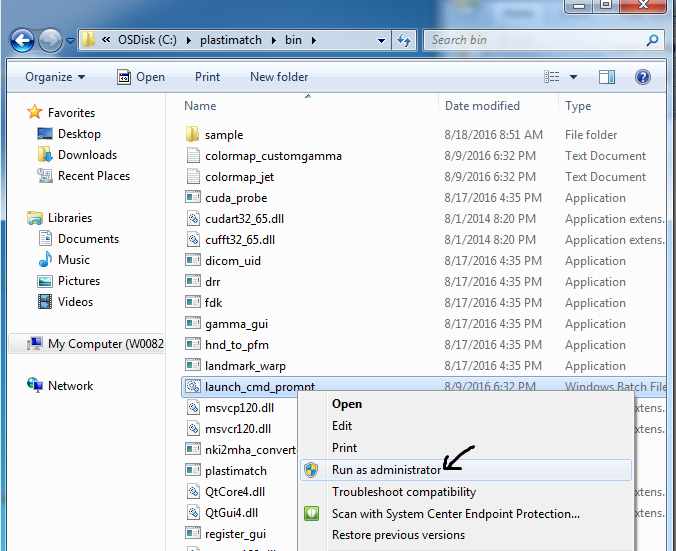 « OSDisk (C:) plastimatch bin Search bin
Organize Open Print New folder
Name Date modified Type
Favorites
Desktop
Downloads
Recent Places
Libraries
Documents
Music
Pictures
Videos
My Computer (W0082
Network
sample 8/18/2016 8:51 AM File folder
colormap_customgamma 8/9/2016 6:32 PM Text Document
colormap_jet 8/9/2016 6:32 PM Text Document
cuda_probe 8/17/2016 4:35 PM Application
cudart32_65.dll 8/1/2014 8:20 PM Application extens.
cufft32_65.dll 8/1/2014 8:20 PM Application extens.
dicom_uid 8/17/2016 4:35 PM Application
drr 8/17/2016 4:35 PM Application
fdk 8/17/2016 4:35 PM Application
gamma_gui 8/17/2016 4:35 PM Application
hnd_to_pfm 8/17/2016 4:35 PM Application
landmark_warp 8/17/2016 4:35 PM Application
launch_cmd_prompt 8/9/2016 6:32 PM Windows Batch File
msvcp120.dll xtens.
msvcr120.dll xtens.
nki2mha_convert
plastimatch
QtCore4.dll xtens.
QtGui4.dll xtens.
register_gui
Open
Edit
Print
Run as administrator
Troubleshoot compatibility
Scan with System Center Endpoint Protection...
Restore previous versions